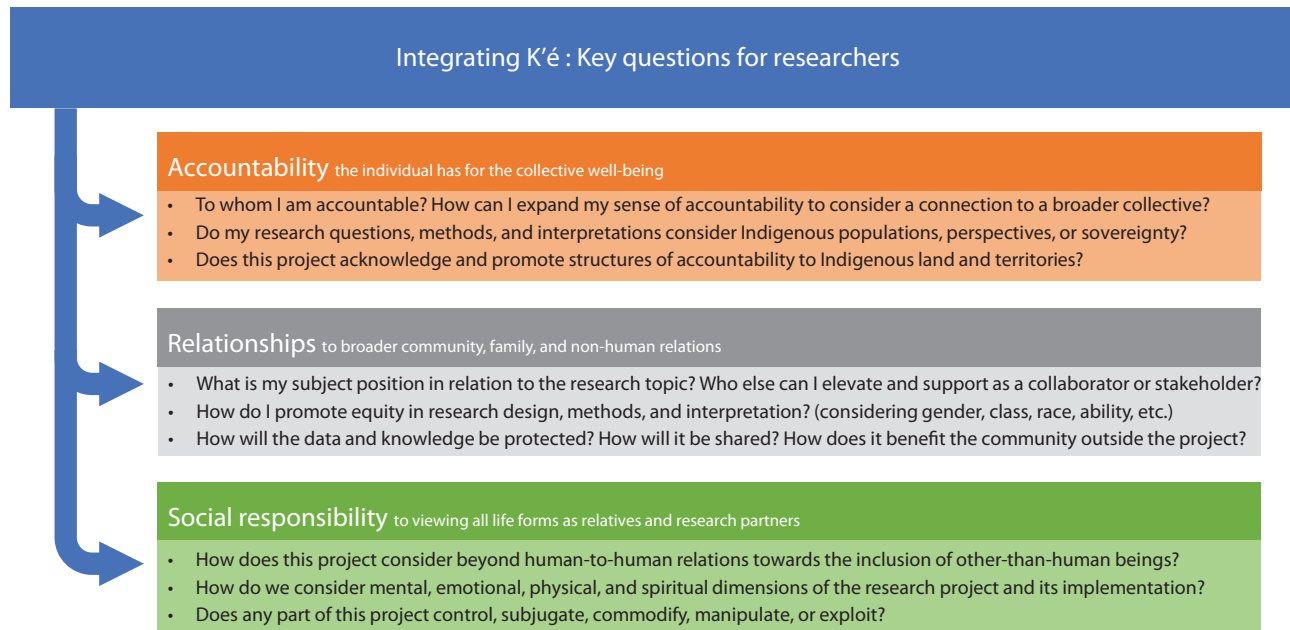 Integrating K’é : Key questions for researchers
Accountability the individual has for the collective well-being
• To whom I am accountable? How can I expand my sense of accountability to consider a connection to a broader collective?
• Do my research questions, methods, and interpretations consider Indigenous populations, perspectives, or sovereignty?
• Does this project acknowledge and promote structures of accountability to Indigenous land and territories?
Relationships to broader community, family, and non-human relations
• What is my subject position in relation to the research topic? Who else can I elevate and support as a collaborator or stakeholder?
• How do I promote equity in research design, methods, and interpretation? (considering gender, class, race, ability, etc.)
• How will the data and knowledge be protected? How will it be shared? How does it benefit the community outside the project?
Social responsibility to viewing all life forms as relatives and research partners
• How does this project consider beyond human-to-human relations towards the inclusion of other-than-human beings?
• How do we consider mental, emotional, physical, and spiritual dimensions of the research project and its implementation?
• Does any part of this project control, subjugate, commodify, manipulate, or exploit?